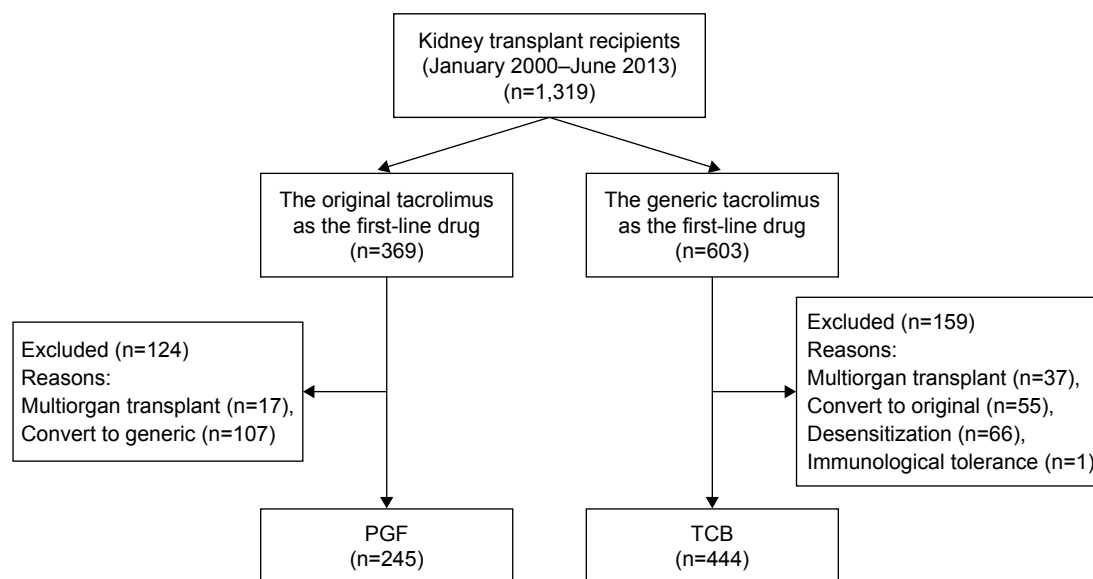 Kidney transplant recipients
(January 2000–June 2013)
(n=1,319)
The original tacrolimus
as the first-line drug
(n=369)
The generic tacrolimus
as the first-line drug
(n=603)
Excluded (n=124)
Reasons:
Multiorgan transplant (n=17),
Convert to generic (n=107)
Excluded (n=159)
Reasons:
Multiorgan transplant (n=37),
Convert to original (n=55),
Desensitization (n=66),
Immunological tolerance (n=1)
PGF
(n=245)
TCB
(n=444)